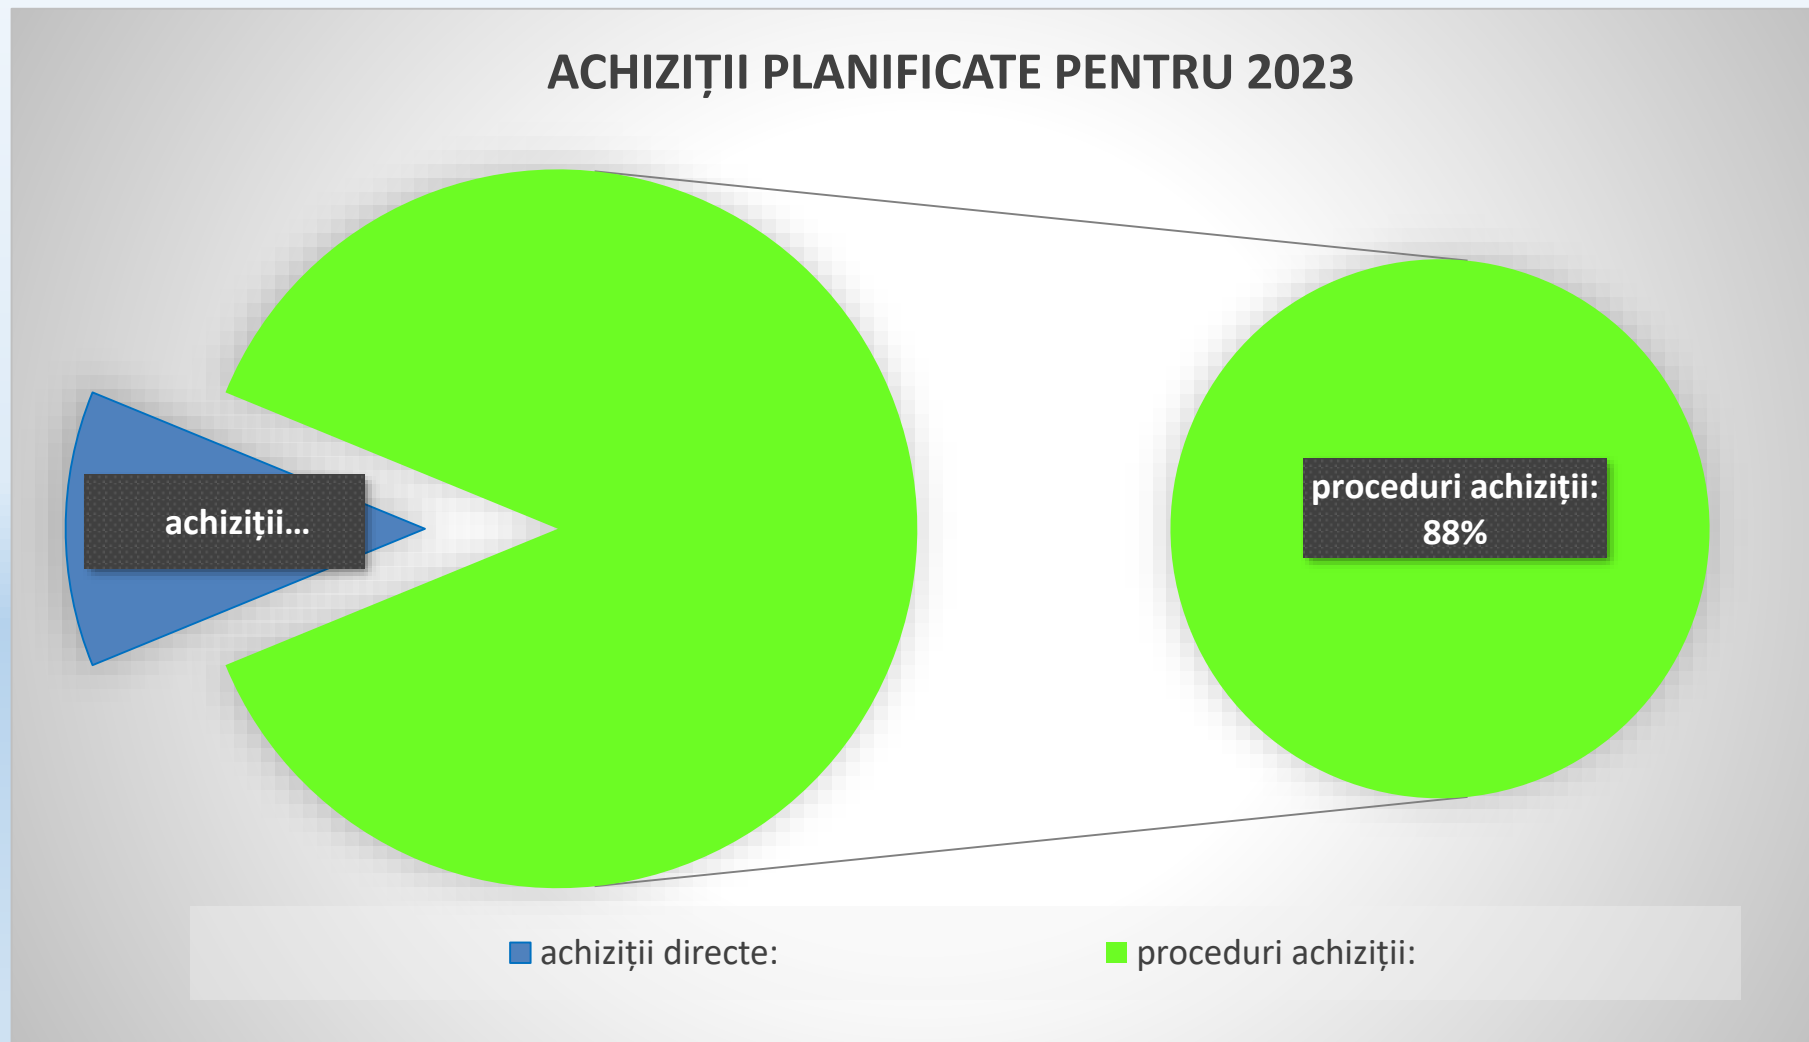 ACHIZIȚII PLANIFICATE PENTRU 2023
achiziții...
proceduri achiziții:
88%
achiziții directe:
proceduri achiziții: